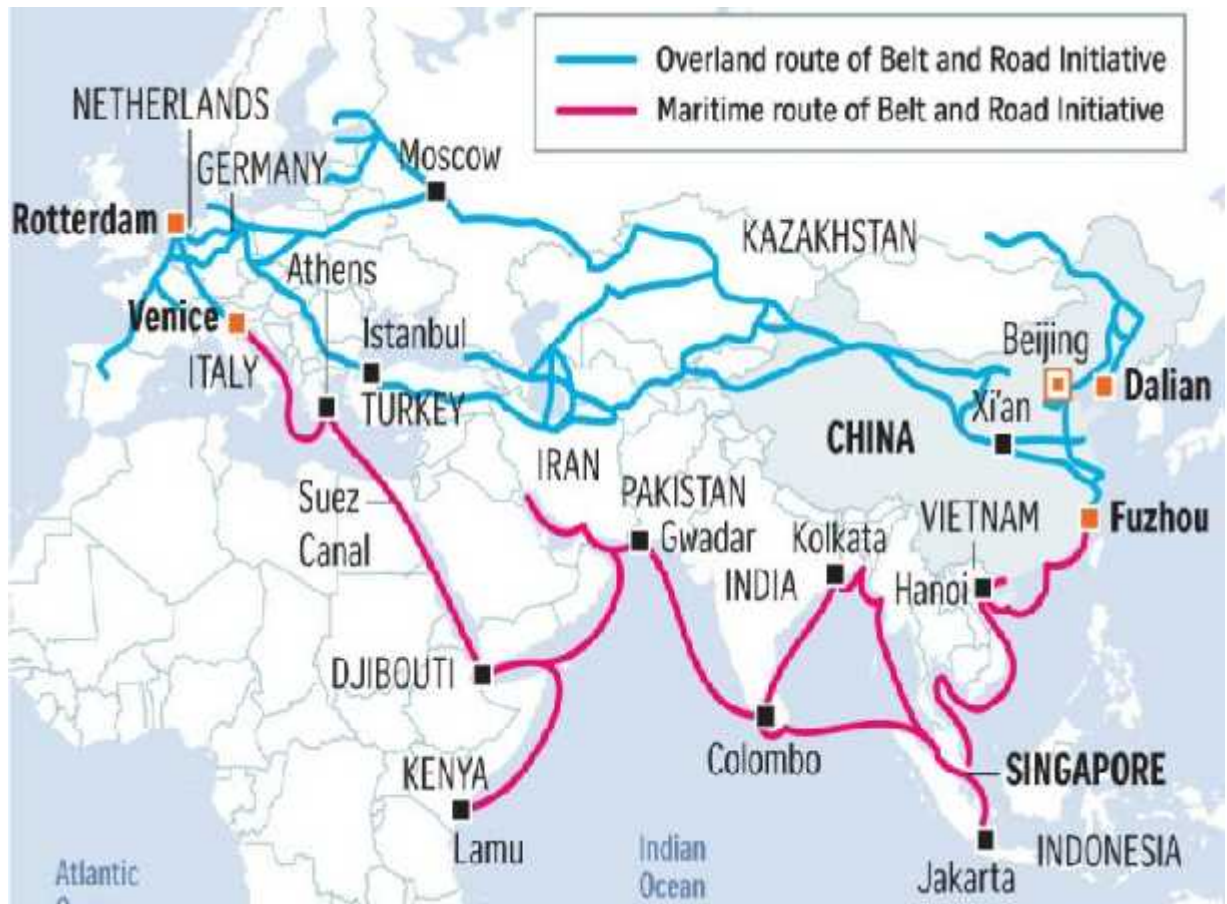 Overland route of Belt and Road Initiative
Maritime route of Belt and Road Initiative
NETHERLANDS
GERMANY
Moscow
Rotterdam
KAZAKHSTAN
Athens
Venice
Istanbul
Beijing
ITALY
TURKEY
Dalian
Xi'an
CHINA
IRAN
Suez
Canal
PAKISTAN
Gwadar
Kolkata
VIETNAM
Fuzhou
INDIA
Hanoi
DJIBOUTI
Colombo
SINGAPORE
KENYA
Lamu
Indian
Ocean
Jakarta
INDONESIA
Atlantic